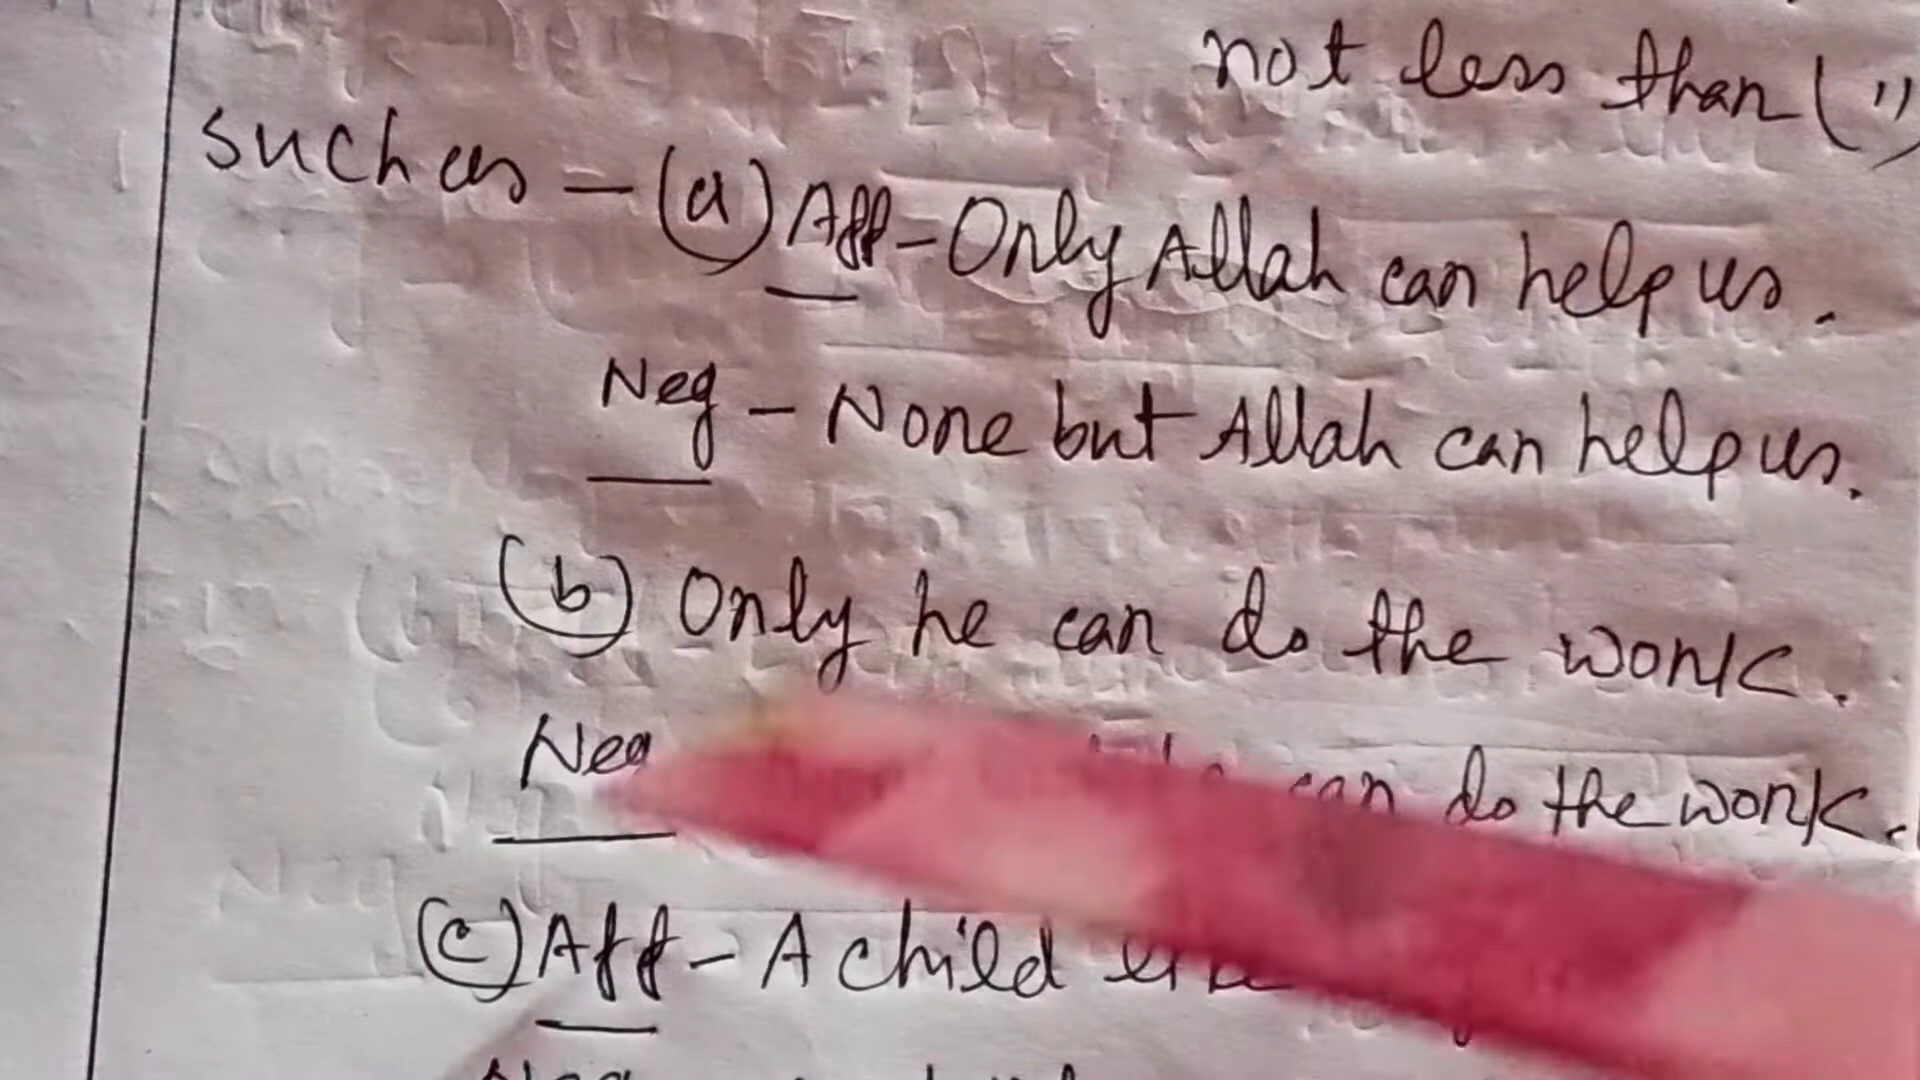 not less than (")
such as - (a) Aff - Only Allah can help us.
Neg - None but Allah can help us.
(b) Only he can do the work.
Neg can do the work.
(c) Aff - A child
Neg